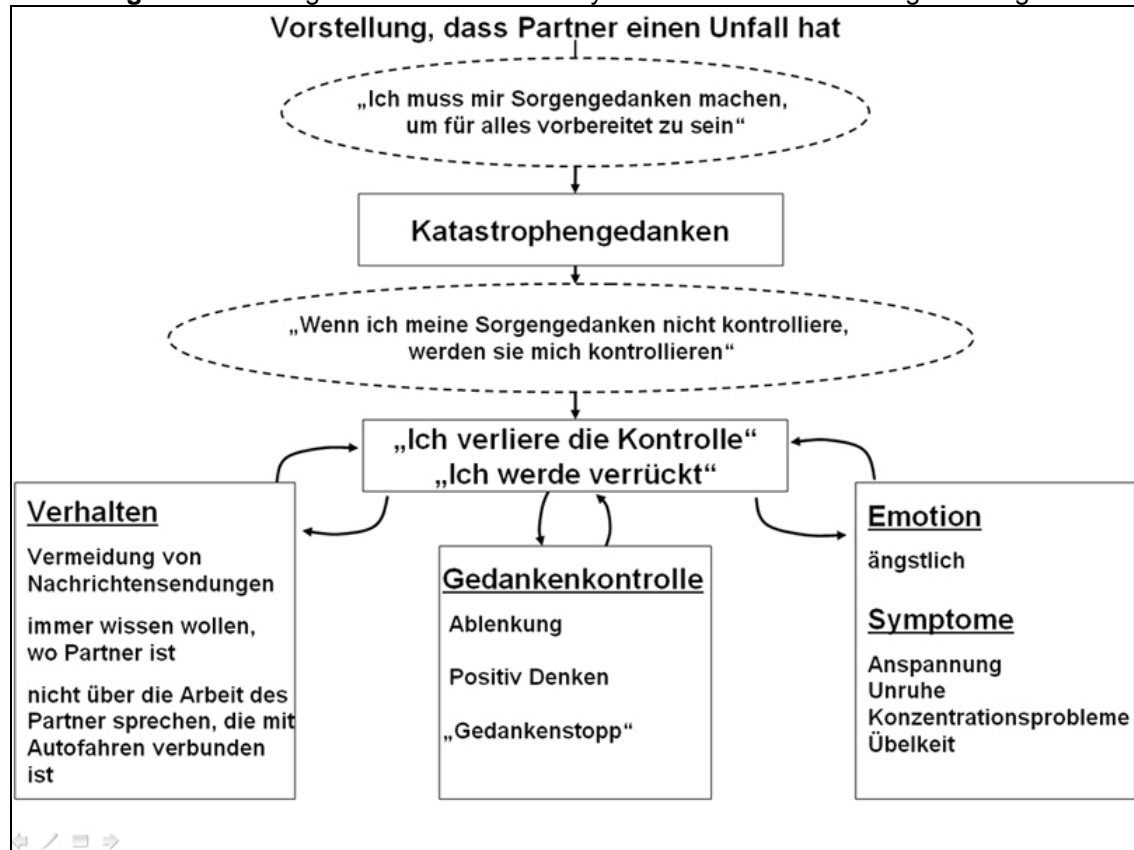 Vorstellung, dass Partner einen Unfall hat
„Ich muss mir Sorgengedanken machen,
um für alles vorbereitet zu sein“
Katastrophengedanken
„Wenn ich meine Sorgengedanken nicht kontrolliere,
werden sie mich kontrollieren“
„Ich verliere die Kontrolle“
„Ich werde verrückt“
Verhalten
Vermeidung von
Nachrichtensendungen
immer wissen wollen,
wo Partner ist
nicht über die Arbeit des
Partner sprechen, die mit
Autofahren verbunden
ist
Gedankenkontrolle
Ablenkung
Positiv Denken
„Gedankenstopp“
Emotion
ängstlich
Symptome
Anspannung
Unruhe
Konzentrationsprobleme
Übelkeit